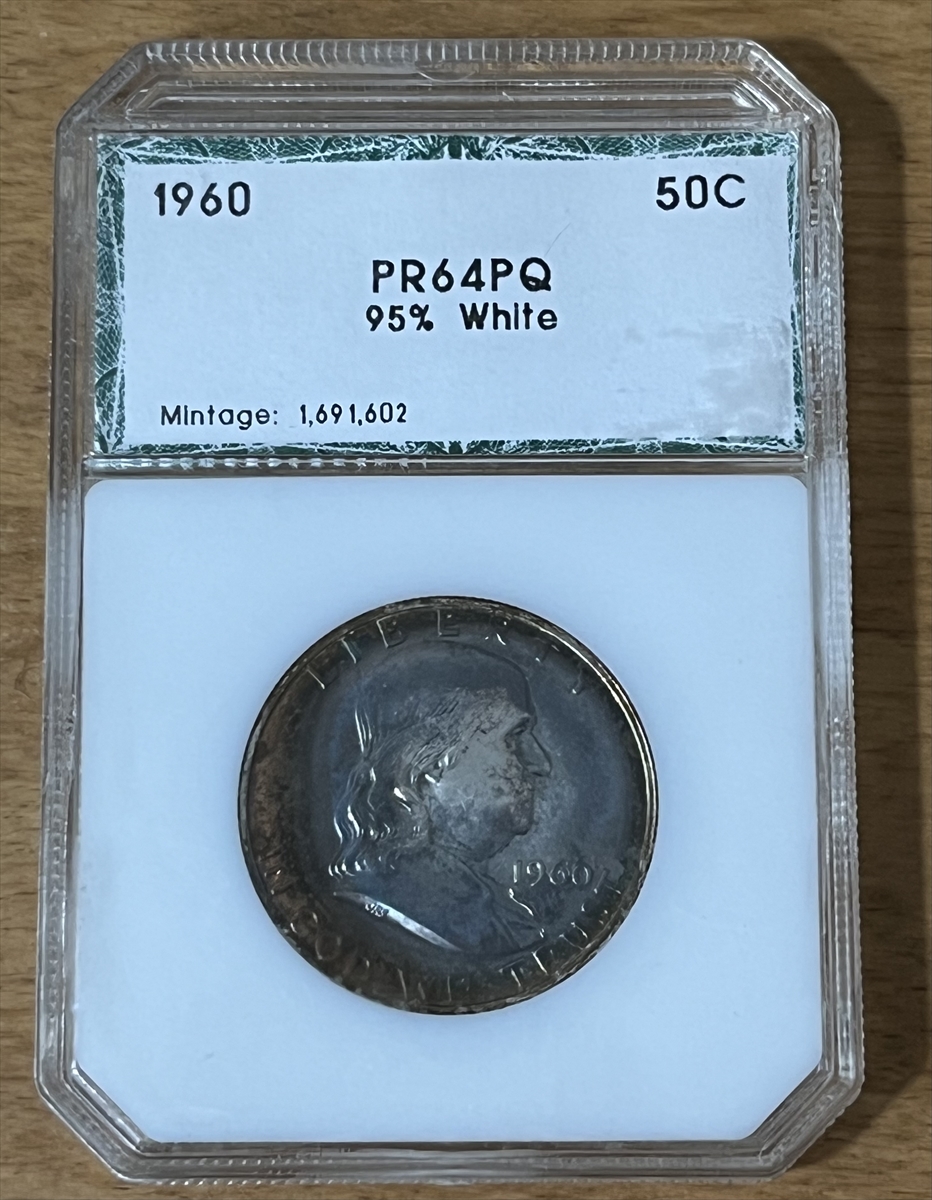 1960 50C
PR64PQ
95% White
Mintage: 1,691,602
LIBERTY
1960
IN GOD WE TRUST